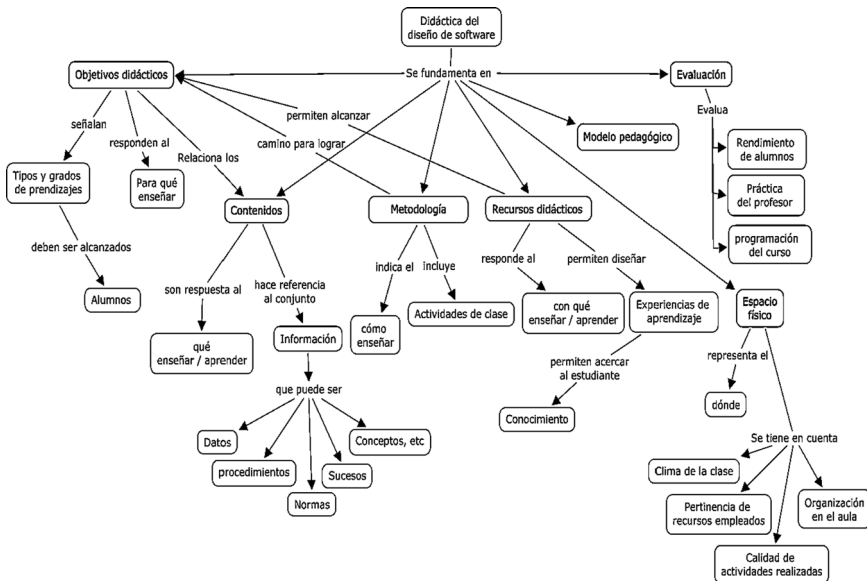 Didáctica del
diseño de software
Se fundamenta en
Objetivos didácticos
Evaluación
permiten alcanzar
Evalua
señalan
responden al
camino para lograr
Modelo pedagógico
Rendimiento
de alumnos
Relaciona los
Tipos y grados
de prendizajes
Para qué
enseñar
Práctica
del profesor
Contenidos
Metodología
Recursos didácticos
programación
del curso
deben ser alcanzados
indica el
incluye
responde al
permiten diseñar
son respuesta al
hace referencia
al conjunto
Alumnos
Actividades de clase
con qué
enseñar / aprender
Experiencias de
aprendizaje
Espacio
físico
qué
enseñar / aprender
Información
cómo
enseñar
representa el
permiten acercar
al estudiante
que puede ser
dónde
Conocimiento
Datos
Conceptos, etc
Se tiene en cuenta
procedimientos
Sucesos
Clima de la clase
Normas
Pertinencia de
recursos empleados
Organización
en el aula
Calidad de
actividades realizadas